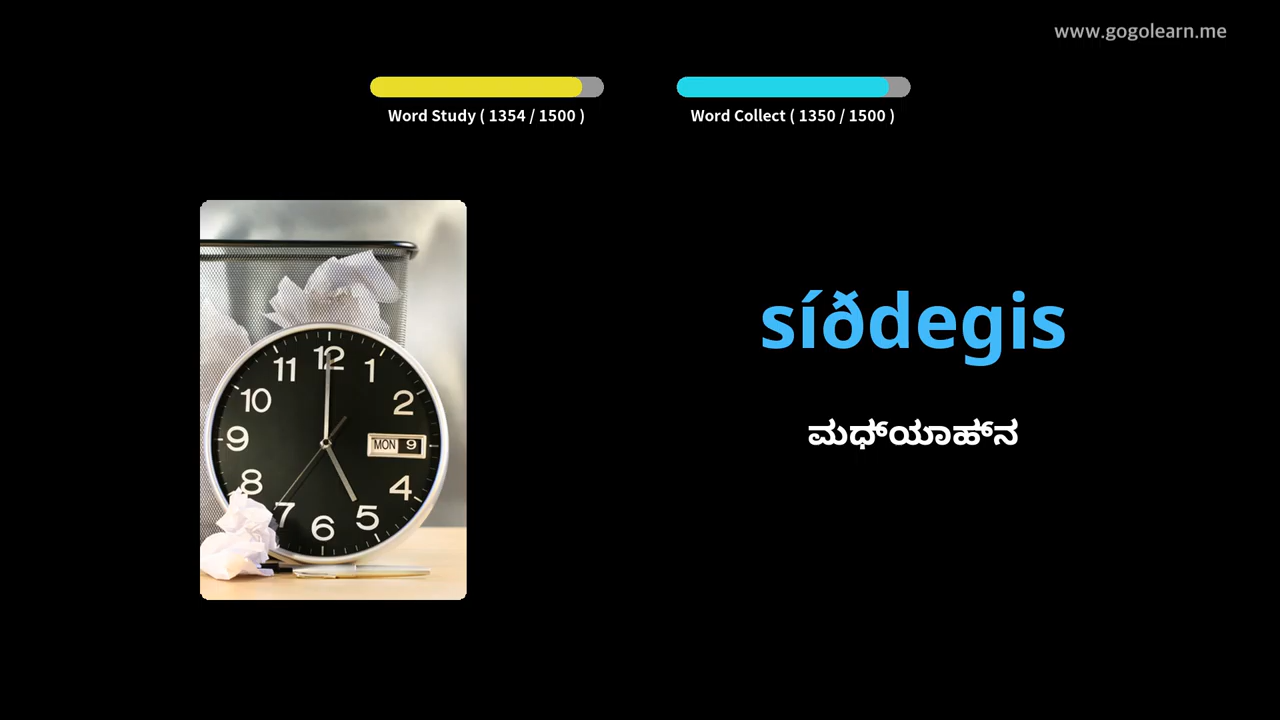 www.gogolearn.me
Word Study ( 1354 / 1500 )
Word Collect ( 1350 / 1500 )
12
11
1
10
2
9
MON 9
8
4
7
5
6
síðdegis
ಮಧ್‌ಯಾಹ್‌ನ